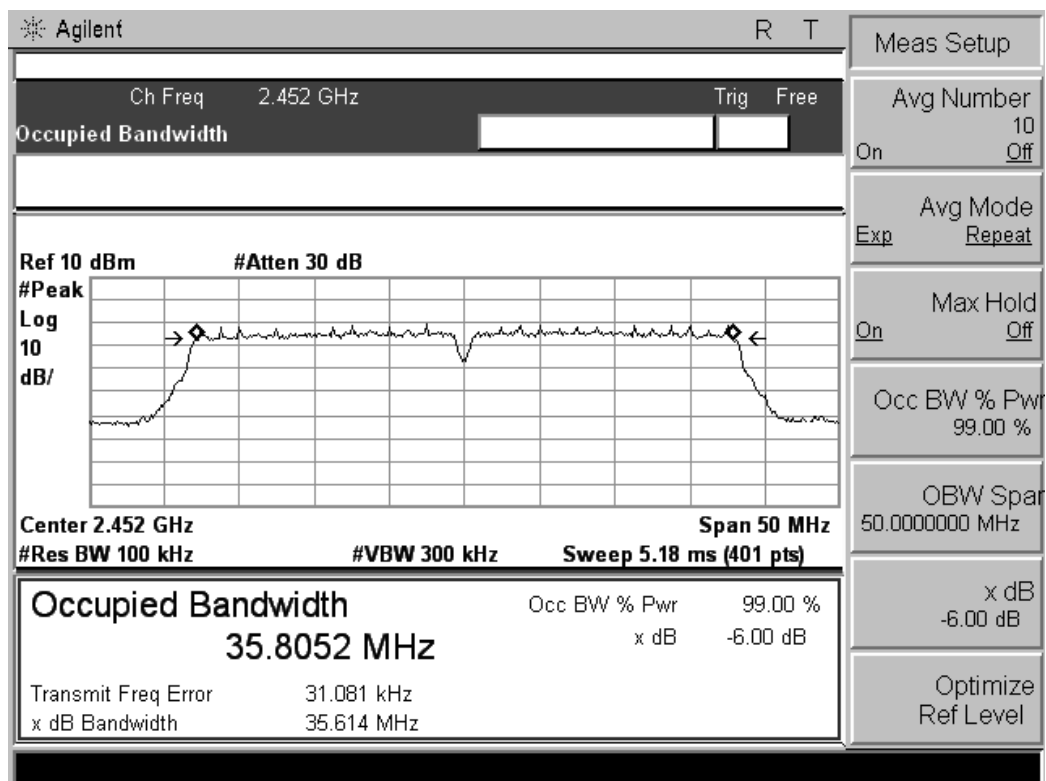 Agilent R T
Meas Setup
Ch Freq 2.452 GHz Trig Free
Occupied Bandwidth
Avg Number
10
On Off
Avg Mode
Exp Repeat
Max Hold
On Off
Occ BW % Pwr
99.00 %
OBW Span
50.0000000 MHz
x dB
-6.00 dB
Optimize
Ref Level
Ref 10 dBm #Atten 30 dB
#Peak
Log
10
dB/
Center 2.452 GHz Span 50 MHz
#Res BW 100 kHz #VBW 300 kHz Sweep 5.18 ms (401 pts)
Occupied Bandwidth Occ BW % Pwr 99.00 %
35.8052 MHz x dB -6.00 dB
Transmit Freq Error 31.081 kHz
x dB Bandwidth 35.614 MHz